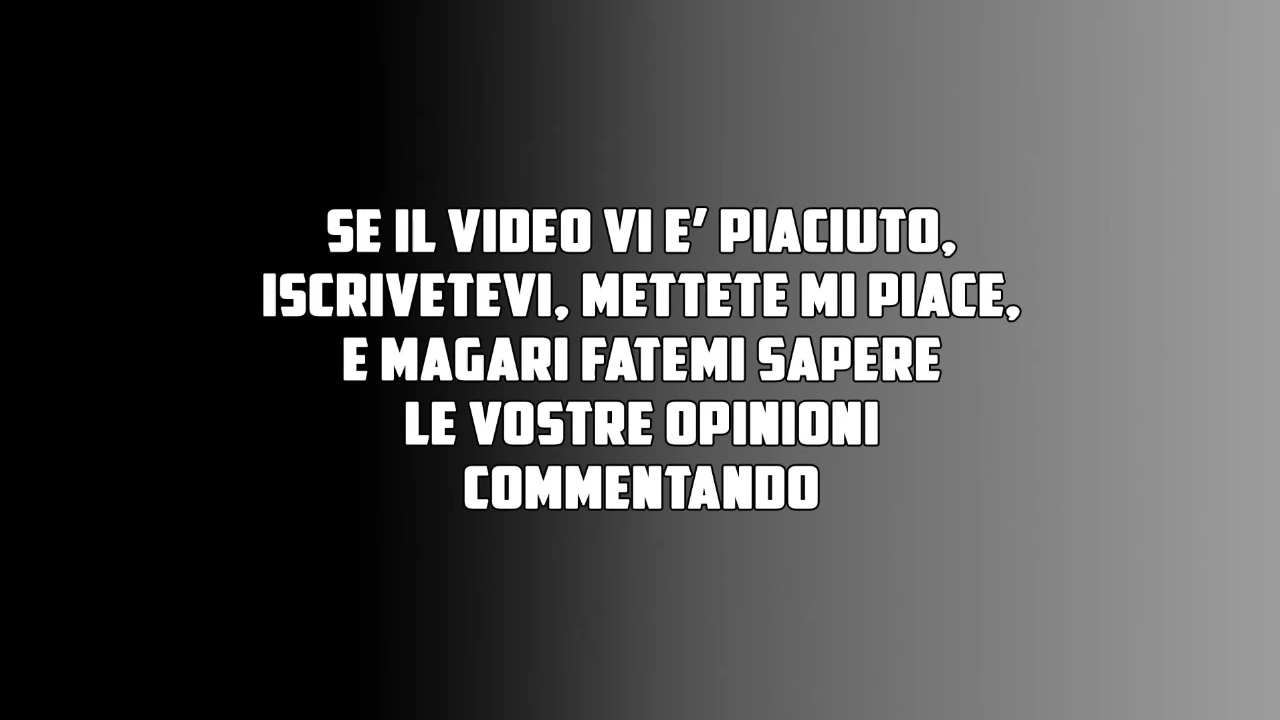 SE IL VIDEO VI E' PIACIUTO,
ISCRIVETEVI, METTETE MI PIACE,
E MAGARI FATEMI SAPERE
LE VOSTRE OPINIONI
COMMENTANDO